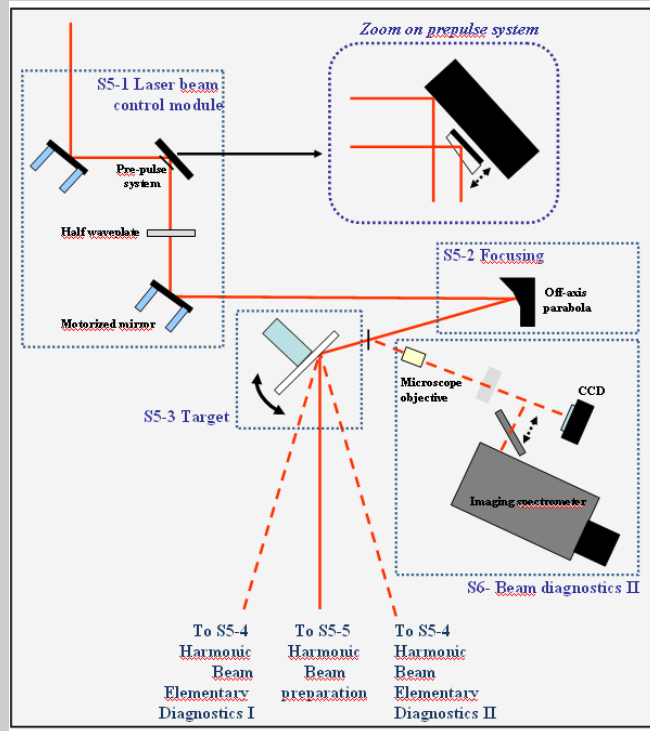 Zoom on prepulse system
S5-1 Laser beam
control module
Pre-pulse
system
Half waveplate
Motorized mirror
S5-2 Focusing
Off-axis
parabola
S5-3 Target
Microscope
objective
CCD
Imaging spectrometer
S6- Beam diagnostics II
To S5-4
Harmonic
Beam
Elementary
Diagnostics I
To S5-5
Harmonic
Beam
preparation
To S5-4
Harmonic
Beam
Elementary
Diagnostics II